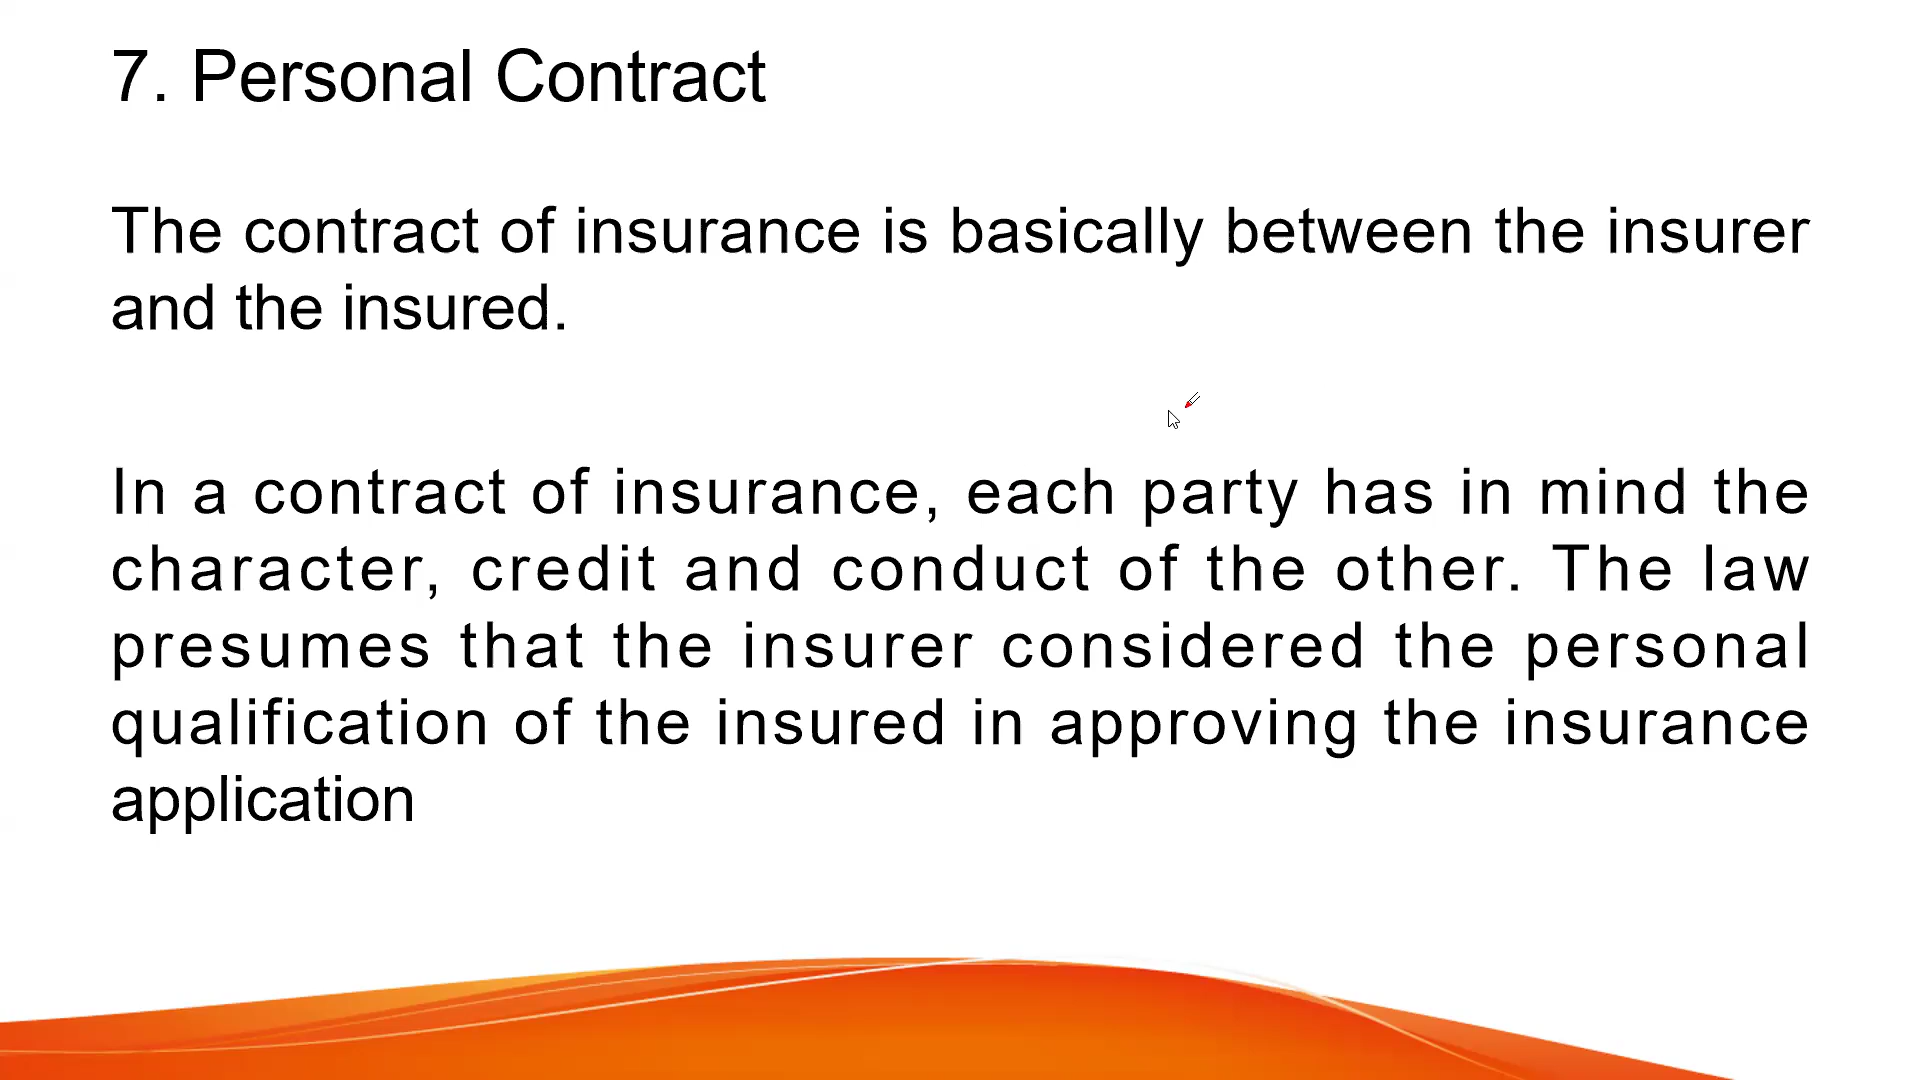 7. Personal Contract
The contract of insurance is basically between the insurer
and the insured.
In a contract of insurance, each party has in mind the
character, credit and conduct of the other. The law
presumes that the insurer considered the personal
qualification of the insured in approving the insurance
application